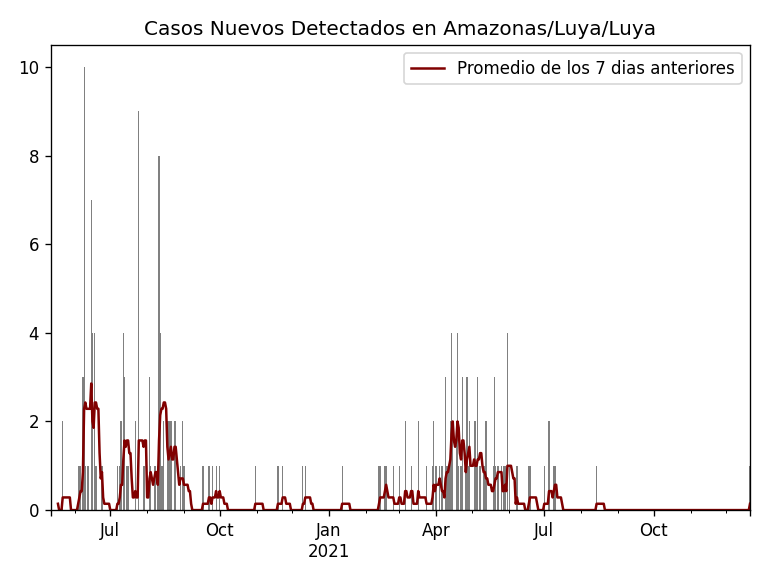 Casos Nuevos Detectados en Amazonas/Luya/Luya
Promedio de los 7 dias anteriores
10
8
6
4
2
0
Jul
Oct
Jan
2021
Apr
Jul
Oct